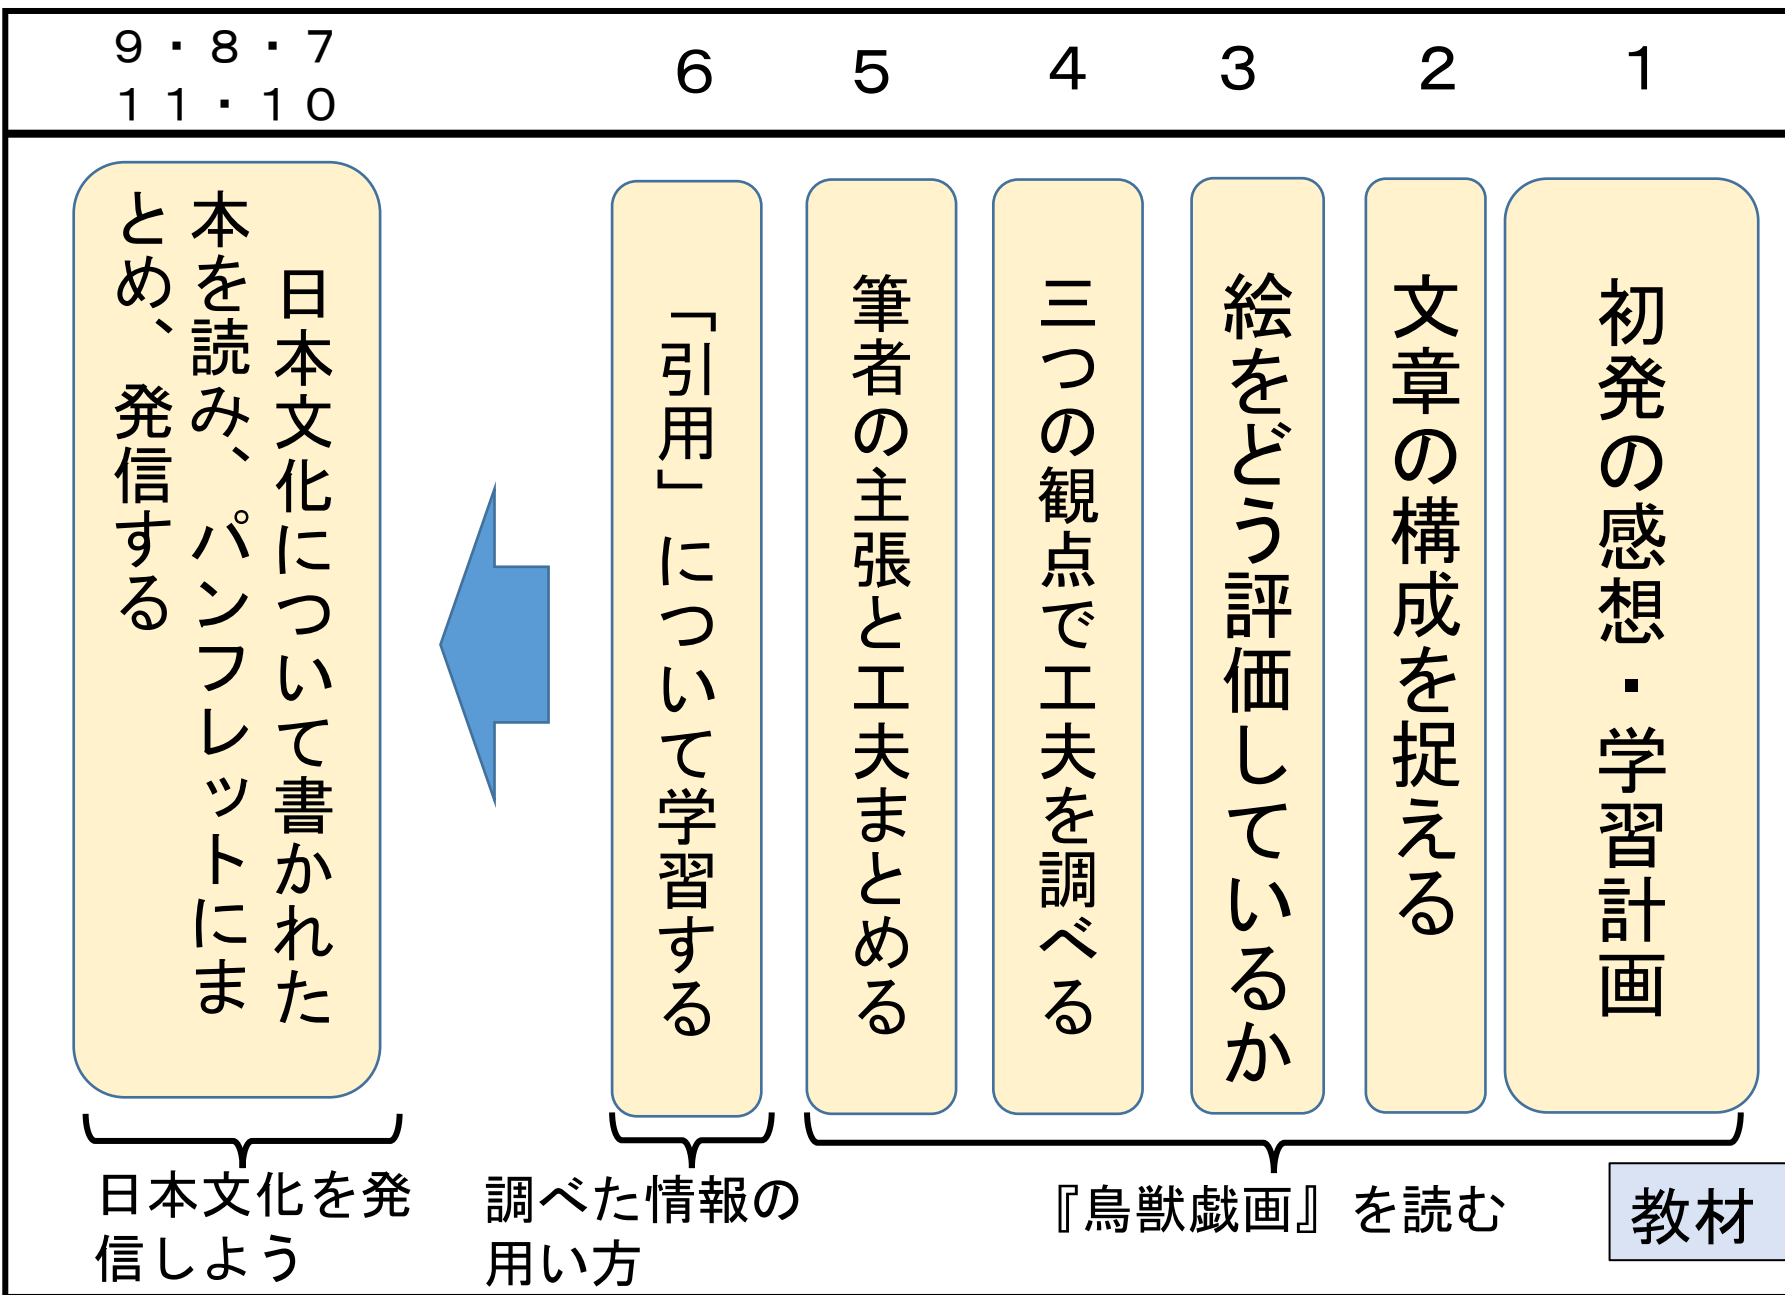 1
2
3
4
5
6
7・8・9
10・11
初発の感想・学習計画
文章の構成を捉える
絵をどう評価しているか
三つの観点で工夫を調べる
筆者の主張と工夫まとめる
「引用」について学習する
日本文化について書かれた
本を読み、パンフレットにま
とめ、発信する
教材
『鳥獣戯画』を読む
調べた情報の
用い方
日本文化を発
信しよう